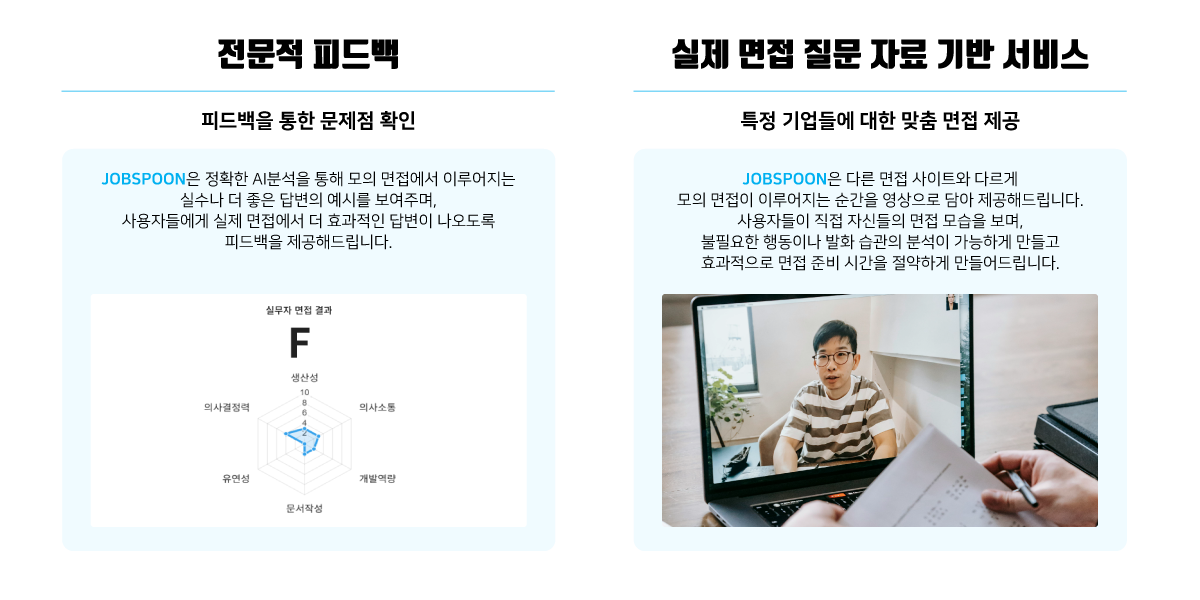 전문적 피드백
피드백을 통한 문제점 확인
JOBSPOON은 정확한 AI분석을 통해 모의 면접에서 이루어지는
실수나 더 좋은 답변의 예시를 보여주며,
사용자들에게 실제 면접에서 더 효과적인 답변이 나오도록
피드백을 제공해드립니다.
실무자 면접 결과
F
생산성
10
8
6
4
2
의사결정력
의사소통
유연성
개발역량
문서작성
실제 면접 질문 자료 기반 서비스
특정 기업들에 대한 맞춤 면접 제공
JOBSPOON은 다른 면접 사이트와 다르게
모의 면접이 이루어지는 순간을 영상으로 담아 제공해드립니다.
사용자들이 직접 자신들의 면접 모습을 보며,
불필요한 행동이나 발화 습관의 분석이 가능하게 만들고
효과적으로 면접 준비 시간을 절약하게 만들어드립니다.